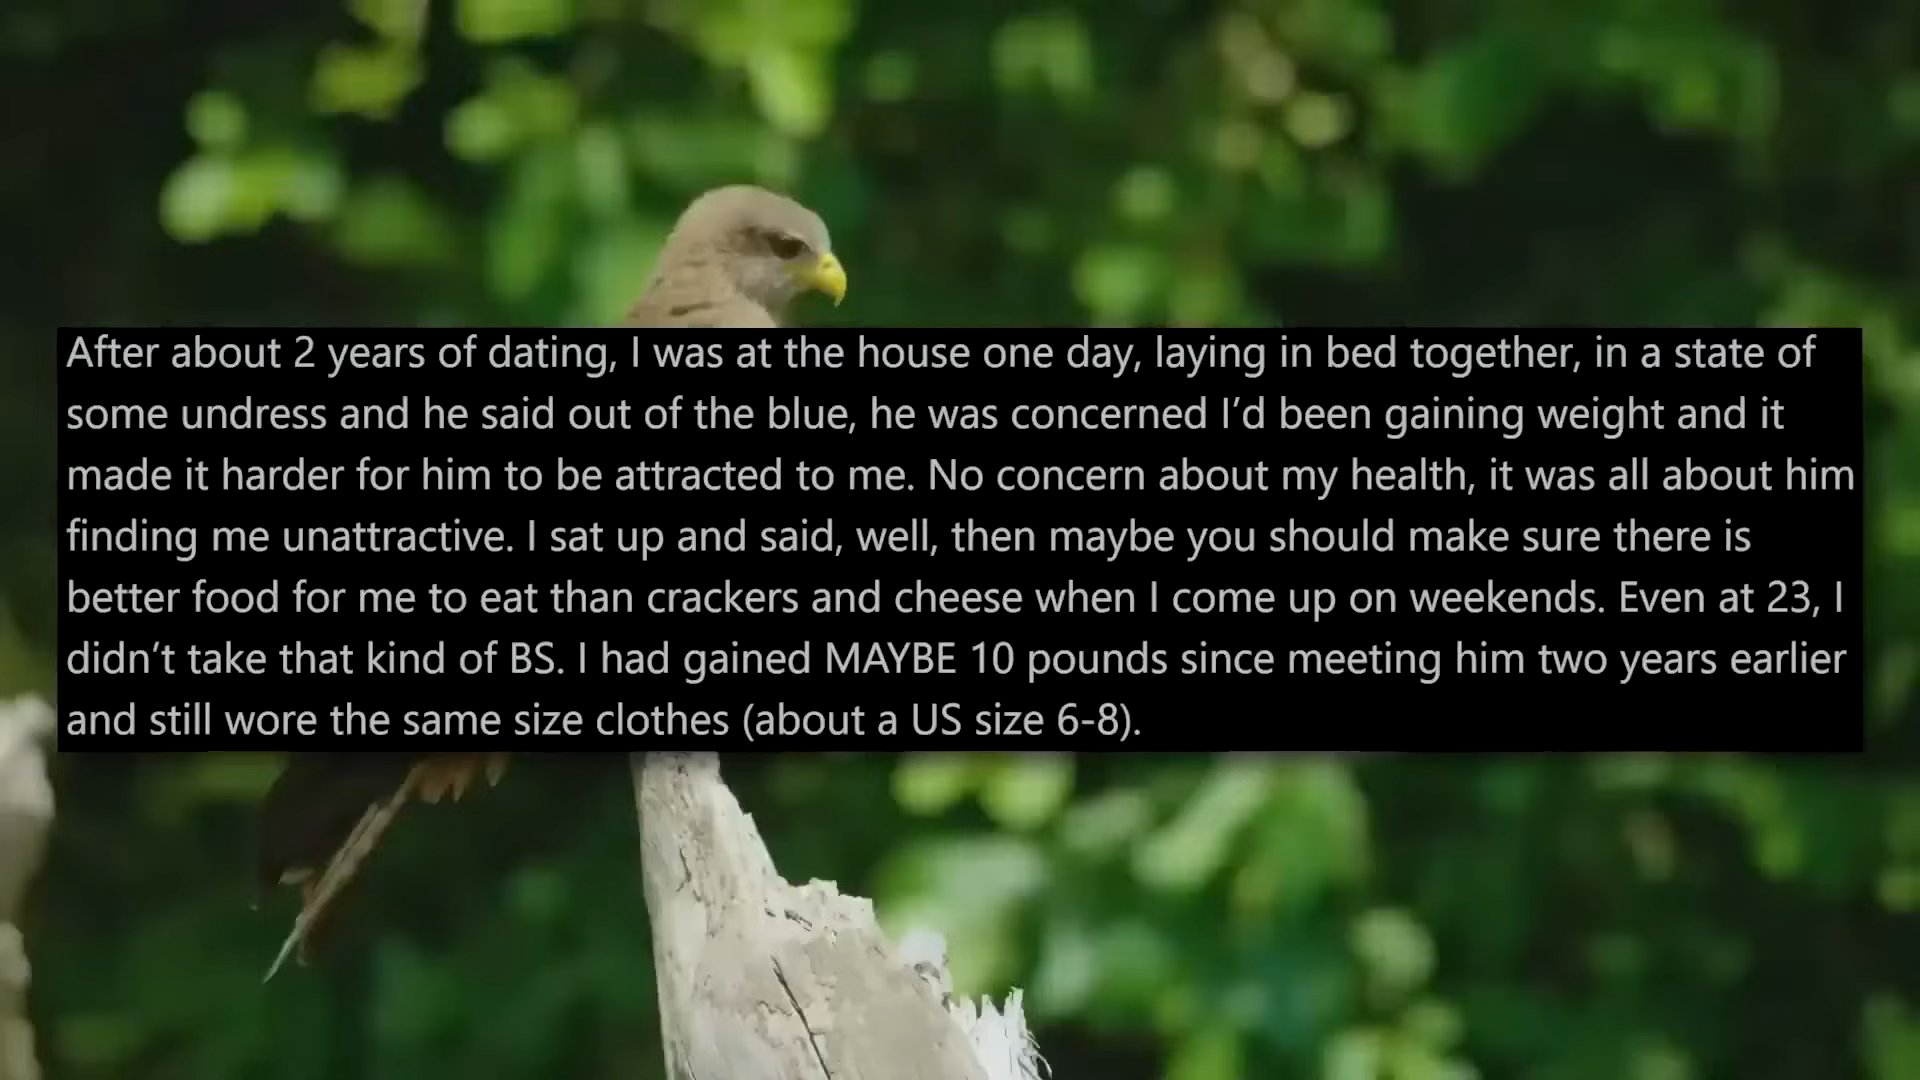 After about 2 years of dating, I was at the house one day, laying in bed together, in a state of
some undress and he said out of the blue, he was concerned I’d been gaining weight and it
made it harder for him to be attracted to me. No concern about my health, it was all about him
finding me unattractive. I sat up and said, well, then maybe you should make sure there is
better food for me to eat than crackers and cheese when I come up on weekends. Even at 23, I
didn’t take that kind of BS. I had gained MAYBE 10 pounds since meeting him two years earlier
and still wore the same size clothes (about a US size 6-8).